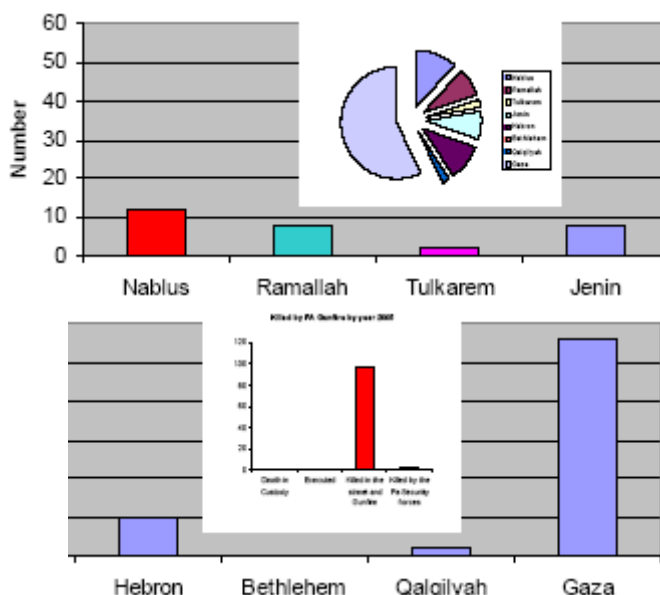 60
50
40
30
20
10
0
Number
Nablus
Ramallah
Tulkarem
Jenin
Hebron
Bethlehem
Qalqilyah
Gaza
Nablus Ramallah Tulkarem Jenin
Killed by PA Gunfire by year 2005
120
100
80
60
40
20
0
Death in Custody
Executed
Killed in the street and Gunfire
Killed by the Pa Security forces
Hebron Bethlehem Qalqilyah Gaza